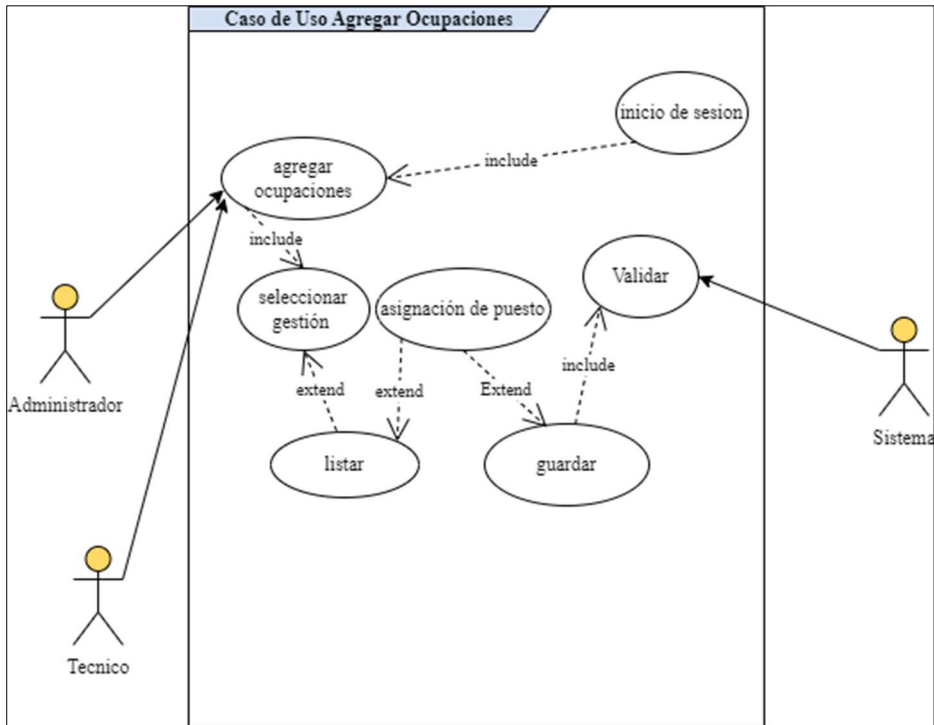 Caso de Uso Agregar Ocupaciones
inicio de sesion
include
agregar
ocupaciones
include
seleccionar
gestión
asignación de puesto
Validar
extend
extend
Extend
include
listar
guardar
Administrador
Sistema
Tecnico